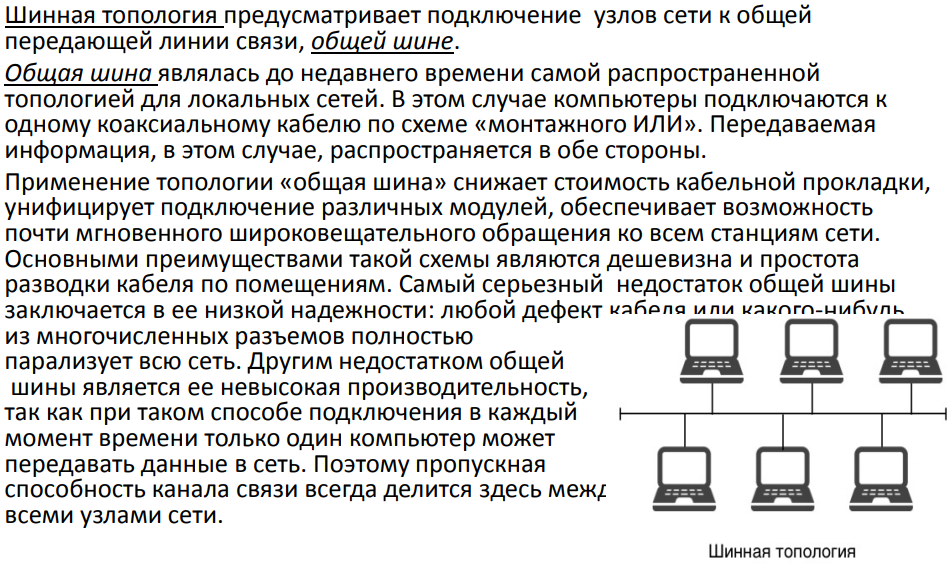 Шинная топология предусматривает подключение узлов сети к общей
передающей линии связи, общей шине.
Общая шина являлась до недавнего времени самой распространенной
топологией для локальных сетей. В этом случае компьютеры подключаются к
одному коаксиальному кабелю по схеме «монтажного ИЛИ». Передаваемая
информация, в этом случае, распространяется в обе стороны.
Применение топологии «общая шина» снижает стоимость кабельной прокладки,
унифицирует подключение различных модулей, обеспечивает возможность
почти мгновенного широковещательного обращения ко всем станциям сети.
Основными преимуществами такой схемы являются дешевизна и простота
разводки кабеля по помещениям. Самый серьезный недостаток общей шины
заключается в ее низкой надежности: любой дефект кабеля или какого-нибудь
из многочисленных разъемов полностью
парализует всю сеть. Другим недостатком общей
шины является ее невысокая производительность,
так как при таком способе подключения в каждый
момент времени только один компьютер может
передавать данные в сеть. Поэтому пропускная
способность канала связи всегда делится здесь межд
всеми узлами сети.
Шинная топология